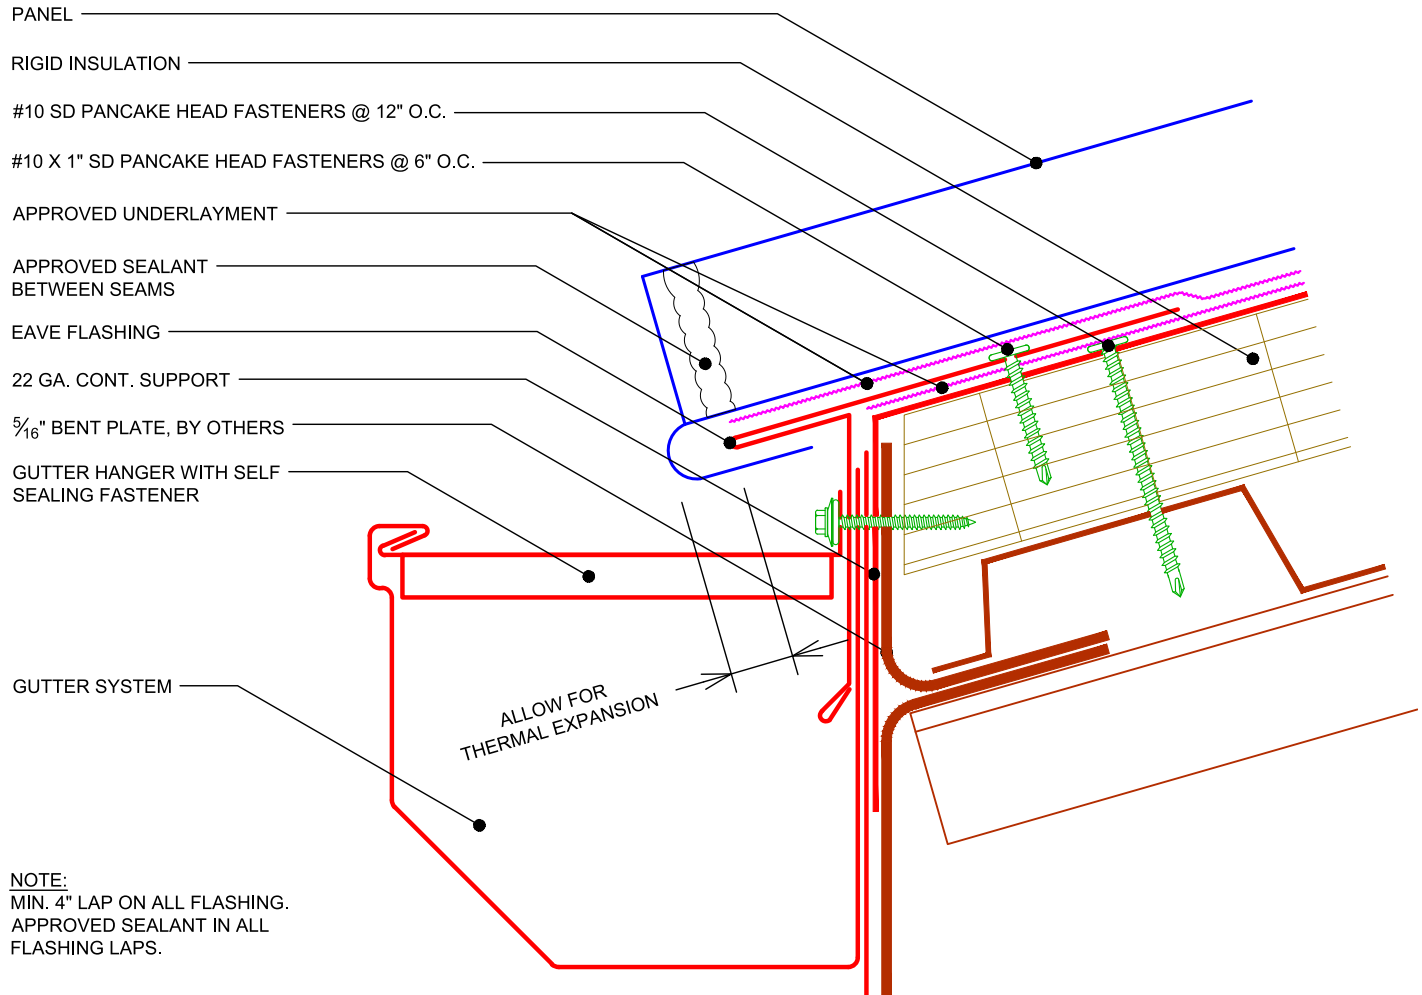 PANEL
RIGID INSULATION
#10 SD PANCAKE HEAD FASTENERS @ 12" O.C.
#10 X 1" SD PANCAKE HEAD FASTENERS @ 6" O.C.
APPROVED UNDERLAYMENT
APPROVED SEALANT
BETWEEN SEAMS
EAVE FLASHING
22 GA. CONT. SUPPORT
5/16" BENT PLATE, BY OTHERS
GUTTER HANGER WITH SELF
SEALING FASTENER
GUTTER SYSTEM
ALLOW FOR
THERMAL EXPANSION
NOTE:
MIN. 4" LAP ON ALL FLASHING.
APPROVED SEALANT IN ALL
FLASHING LAPS.